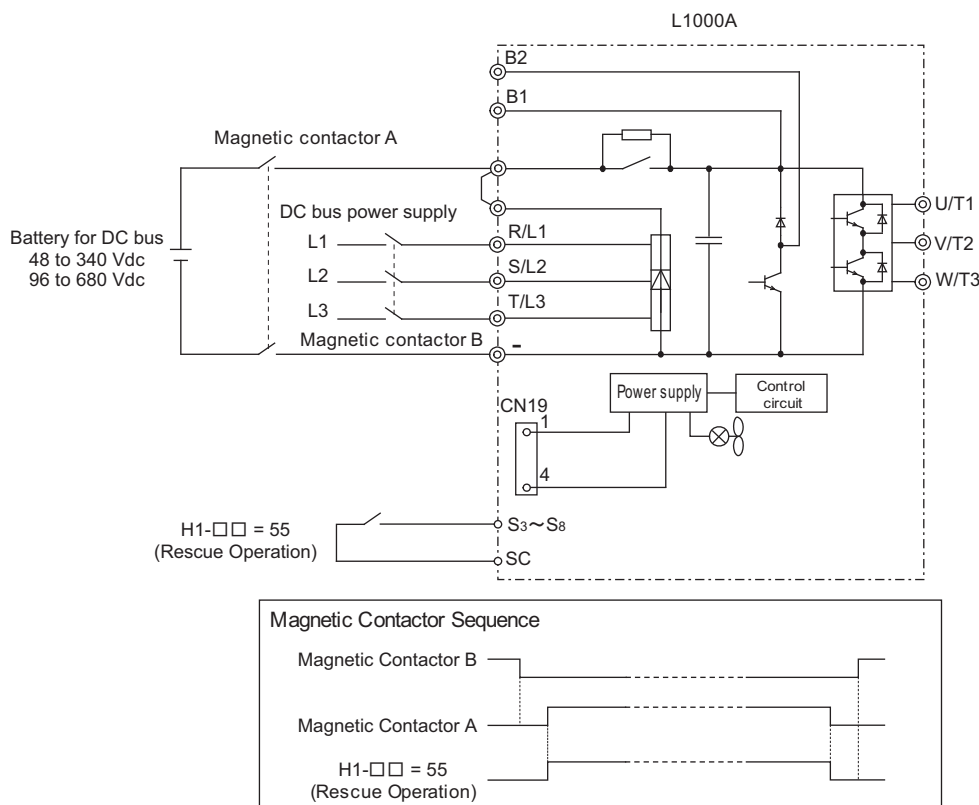 L1000A
B2
B1
Magnetic contactor A
DC bus power supply
Battery for DC bus
48 to 340 Vdc
96 to 680 Vdc
L1
R/L1
L2
S/L2
L3
T/L3
Magnetic contactor B
-
U/T1
V/T2
W/T3
Power supply
Control
circuit
CN19
1
4
H1-□□ = 55
(Rescue Operation)
S3~S8
SC
Magnetic Contactor Sequence
Magnetic Contactor B
Magnetic Contactor A
H1-□□ = 55
(Rescue Operation)